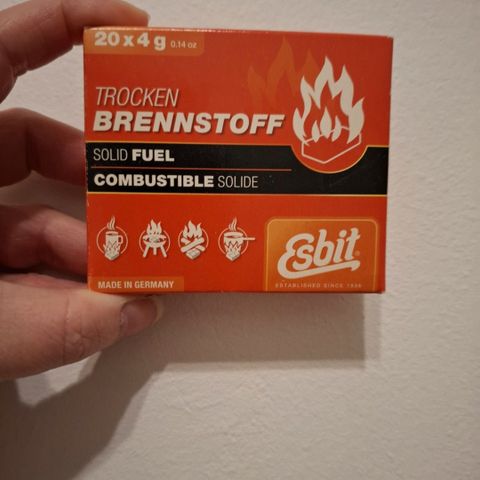 20 x 4 g 0.14 oz
TROCKEN
BRENNSTOFF
SOLID FUEL
COMBUSTIBLE SOLIDE
Esbit®
ESTABLISHED SINCE 1936
MADE IN GERMANY